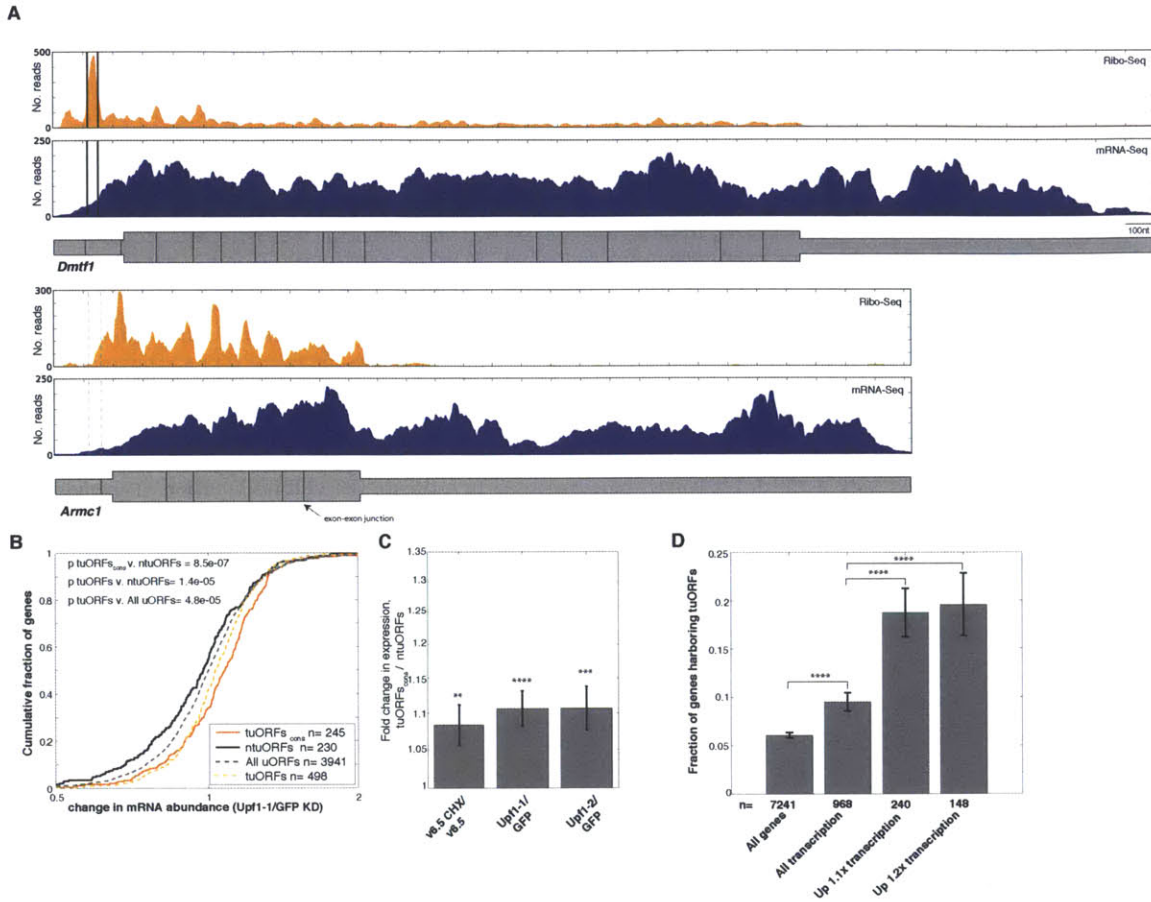 A
500
No. reads
0
Ribo-Seq
250
No. reads
0
mRNA-Seq
100nt
Dmtf1
300
No. reads
0
Ribo-Seq
250
No. reads
0
mRNA-Seq
Armc1
exon-exon junction
B
Cumulative fraction of genes
1
0.8
0.6
0.4
0.2
0
p tuORFs cons v. ntuORFs = 8.5e-07
p tuORFs v. ntuORFs= 1.4e-05
p tuORFs v. All uORFs= 4.8e-05
tuORFs cons n= 245
ntuORFs n= 230
All uORFs n= 3941
tuORFs n= 498
0.5
1
2
change in mRNA abundance (Upf1-1/GFP KD)
C
Fold change in expression,
tuORFs cons / ntuORFs
1.35
1.3
1.25
1.2
1.15
1.1
1.05
1
**
****
***
v6.5 CHX/
v6.5
Upf1-1/
GFP
Upf1-2/
GFP
D
Fraction of genes harboring tuORFs
0.25
0.2
0.15
0.1
0.05
0
****
****
****
n= 7241 968 240 148
All genes
All transcription
Up 1.1x transcription
Up 1.2x transcription